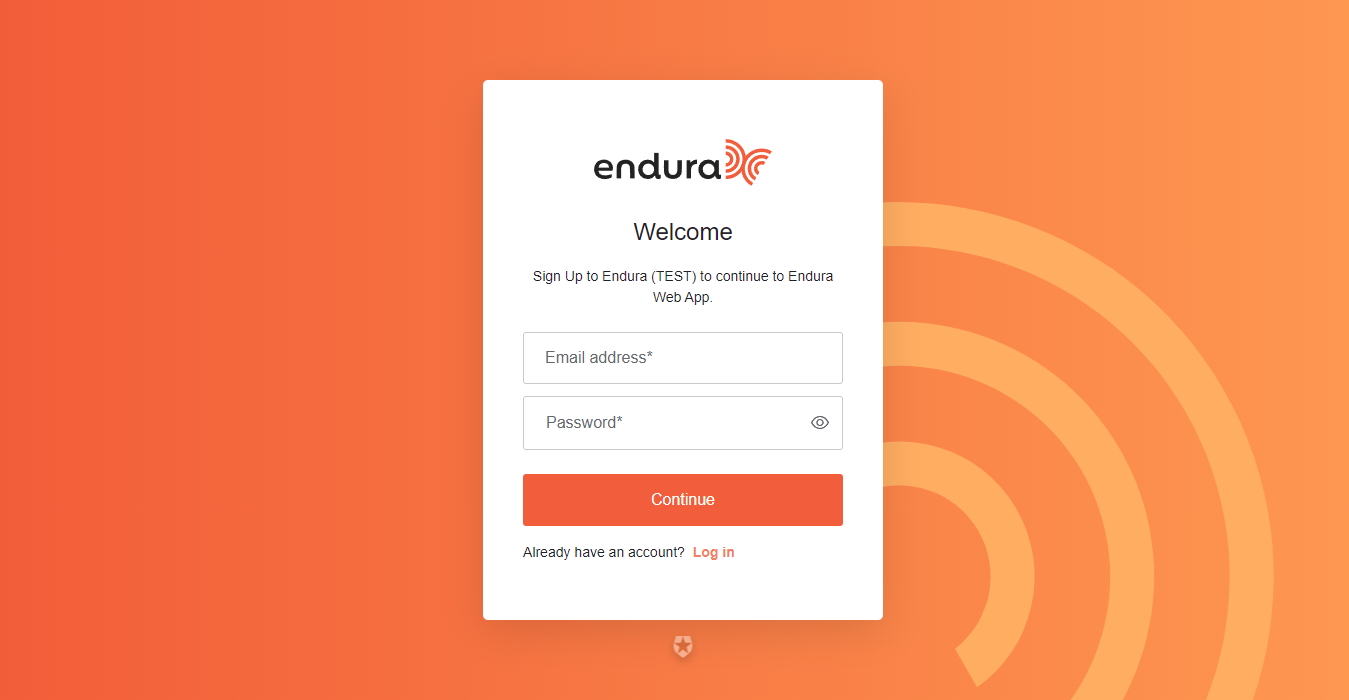 endura
Welcome
Sign Up to Endura (TEST) to continue to Endura
Web App.
Email address*
Password*
Continue
Already have an account? Log in